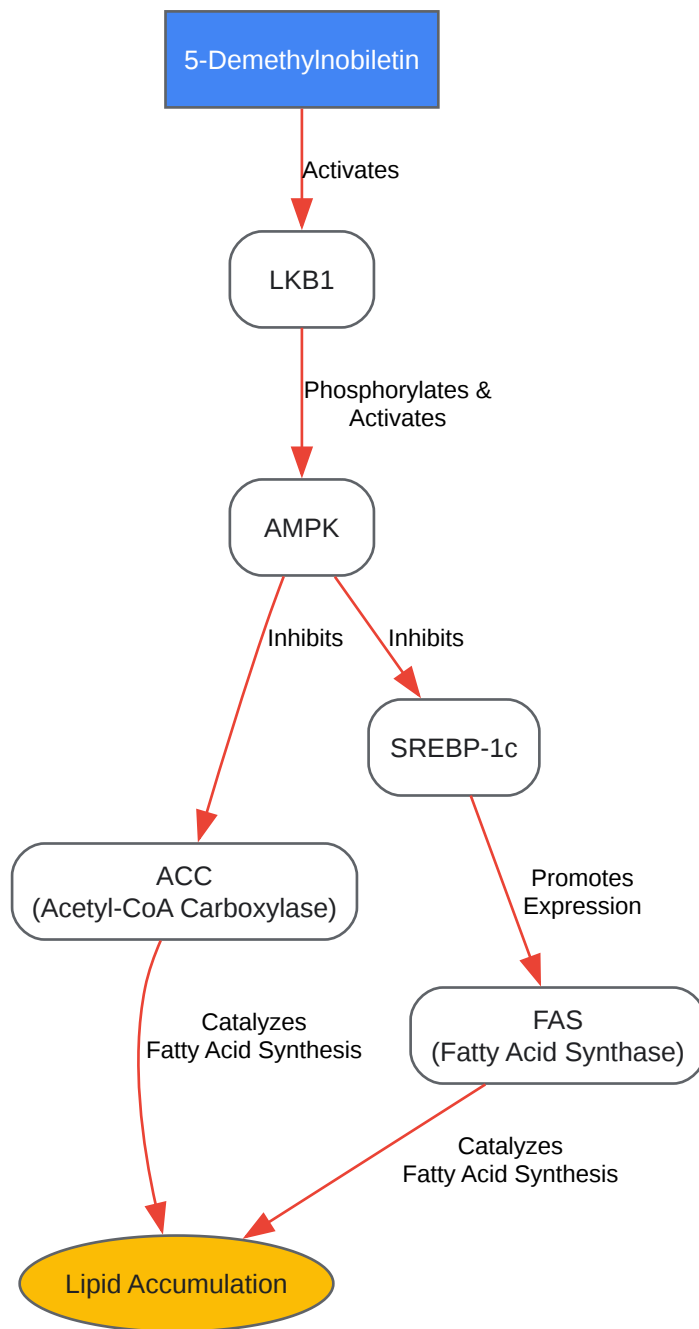 5-Demethylnobiletin
Activates
LKB1
Phosphorylates &
Activates
AMPK
Inhibits
Inhibits
SREBP-1c
ACC
(Acetyl-CoA Carboxylase)
Promotes
Expression
FAS
(Fatty Acid Synthase)
Catalyzes
Fatty Acid Synthesis
Catalyzes
Fatty Acid Synthesis
Lipid Accumulation